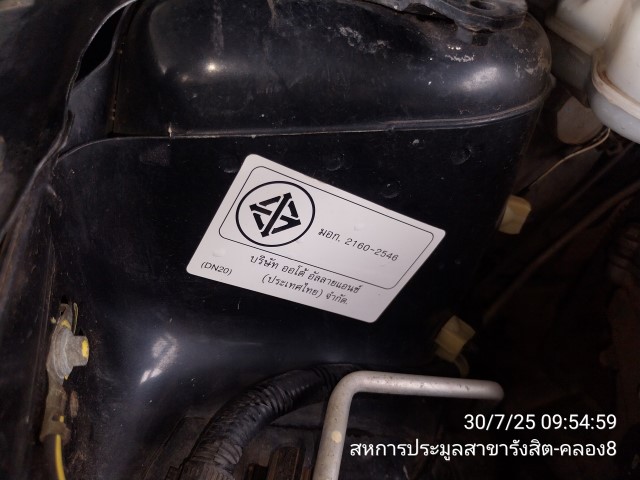 มอก. 2160-2546
บริษัท ออโต้ อัลลายแอนซ์
(DN20) (ประเทศไทย) จำกัด.
30/7/25 09:54:59
สหการประมูลสาขารังสิต-คลอง8